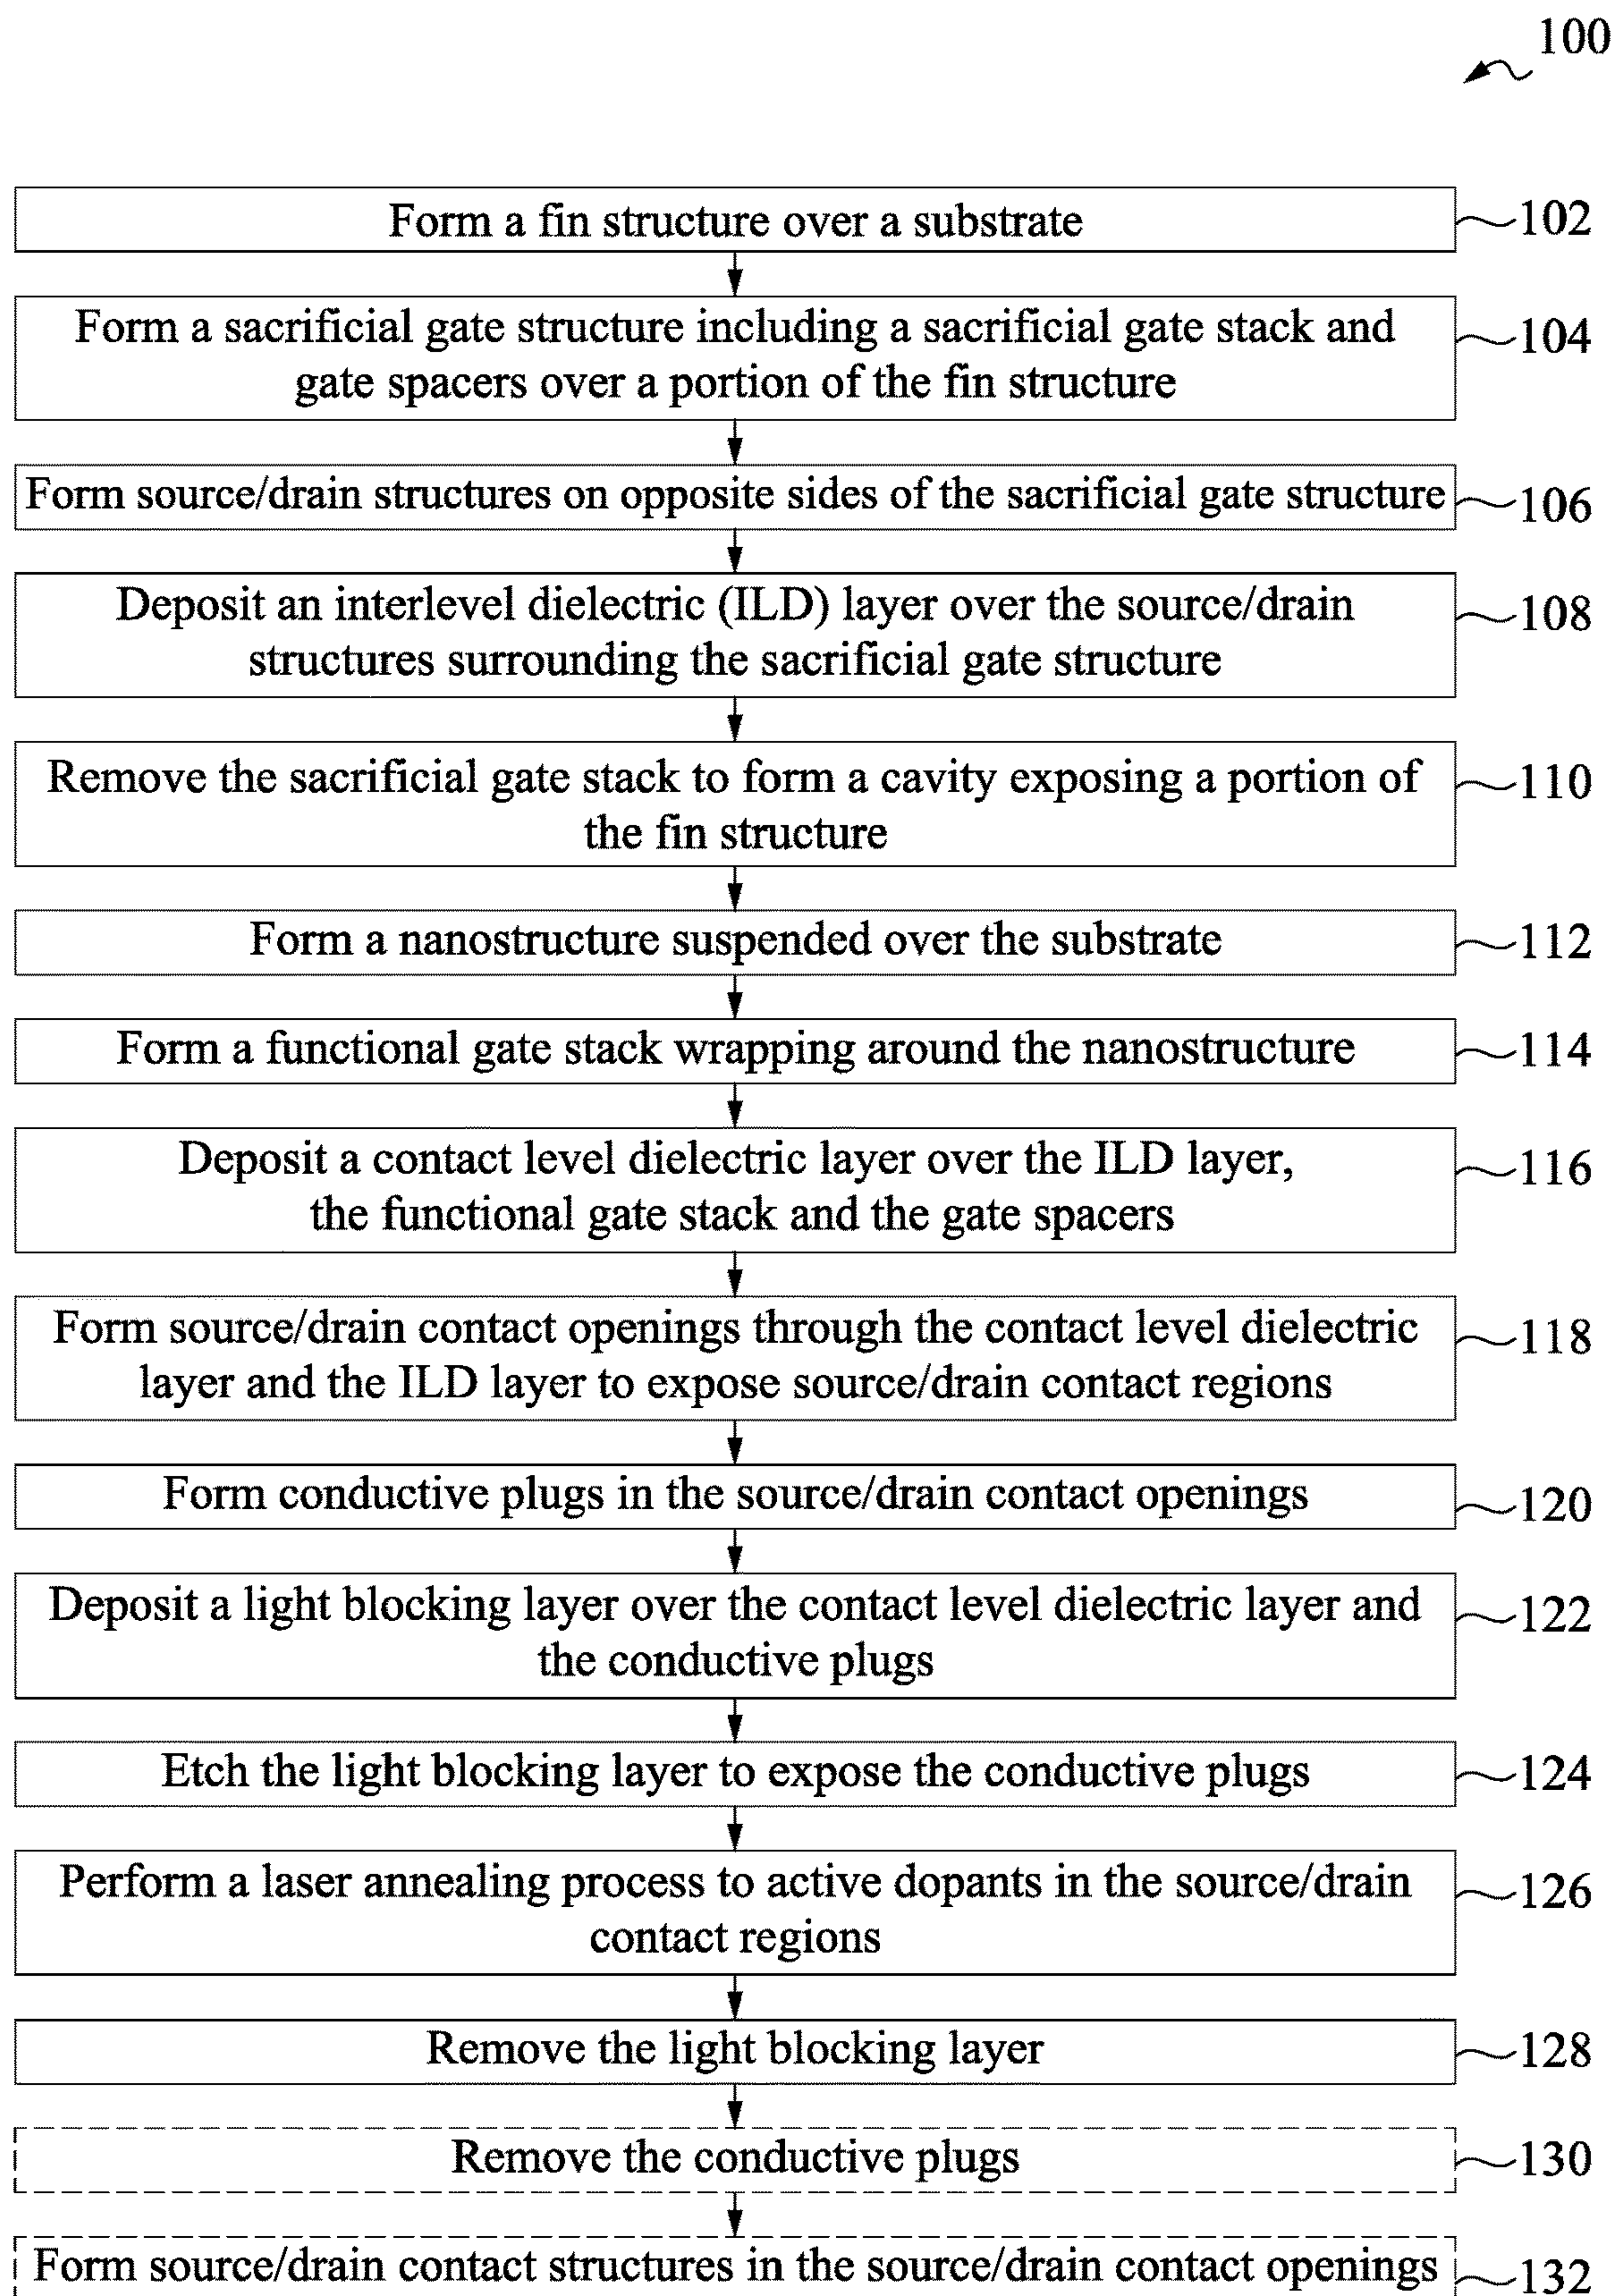 100
Form a fin structure over a substrate
102
Form a sacrificial gate structure including a sacrificial gate stack and
gate spacers over a portion of the fin structure
104
Form source/drain structures on opposite sides of the sacrificial gate structure
106
Deposit an interlevel dielectric (ILD) layer over the source/drain
structures surrounding the sacrificial gate structure
108
Remove the sacrificial gate stack to form a cavity exposing a portion of
the fin structure
110
Form a nanostructure suspended over the substrate
112
Form a functional gate stack wrapping around the nanostructure
114
Deposit a contact level dielectric layer over the ILD layer,
the functional gate stack and the gate spacers
116
Form source/drain contact openings through the contact level dielectric
layer and the ILD layer to expose source/drain contact regions
118
Form conductive plugs in the source/drain contact openings
120
Deposit a light blocking layer over the contact level dielectric layer and
the conductive plugs
122
Etch the light blocking layer to expose the conductive plugs
124
Perform a laser annealing process to active dopants in the source/drain
contact regions
126
Remove the light blocking layer
128
Remove the conductive plugs
130
Form source/drain contact structures in the source/drain contact openings
132